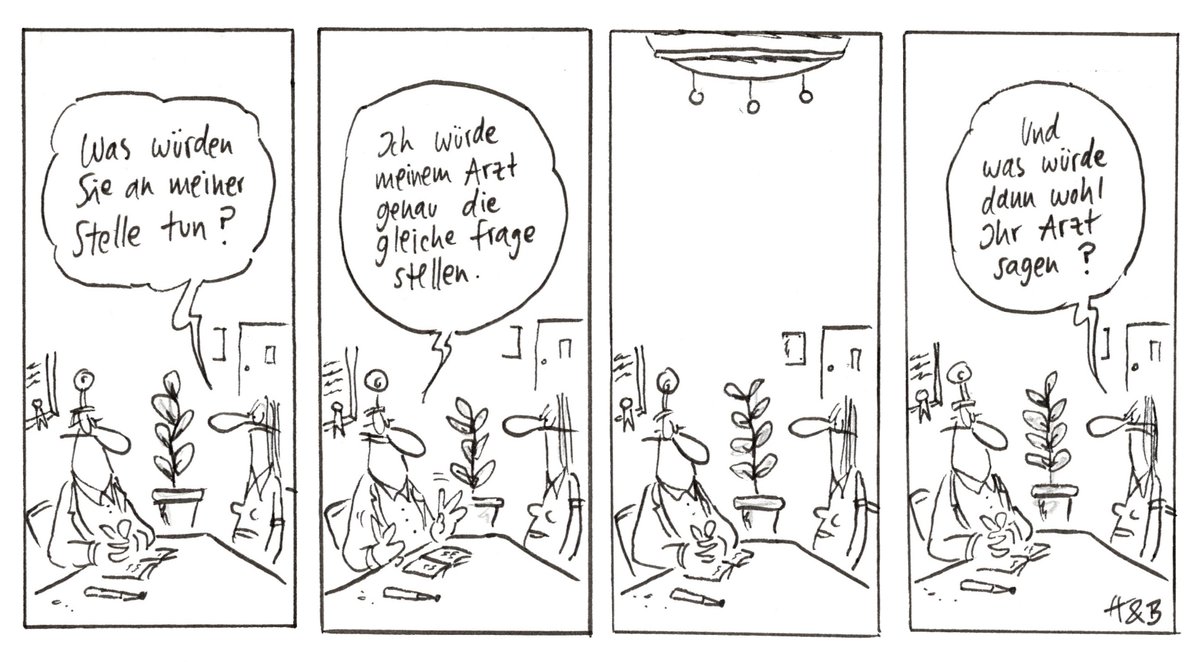 Was würden
Sie an meiner
Stelle tun?
Ich würde
meinem Arzt
genau die
gleiche Frage
stellen.
Und
was würde
dann wohl
Ihr Arzt
sagen?
H&B